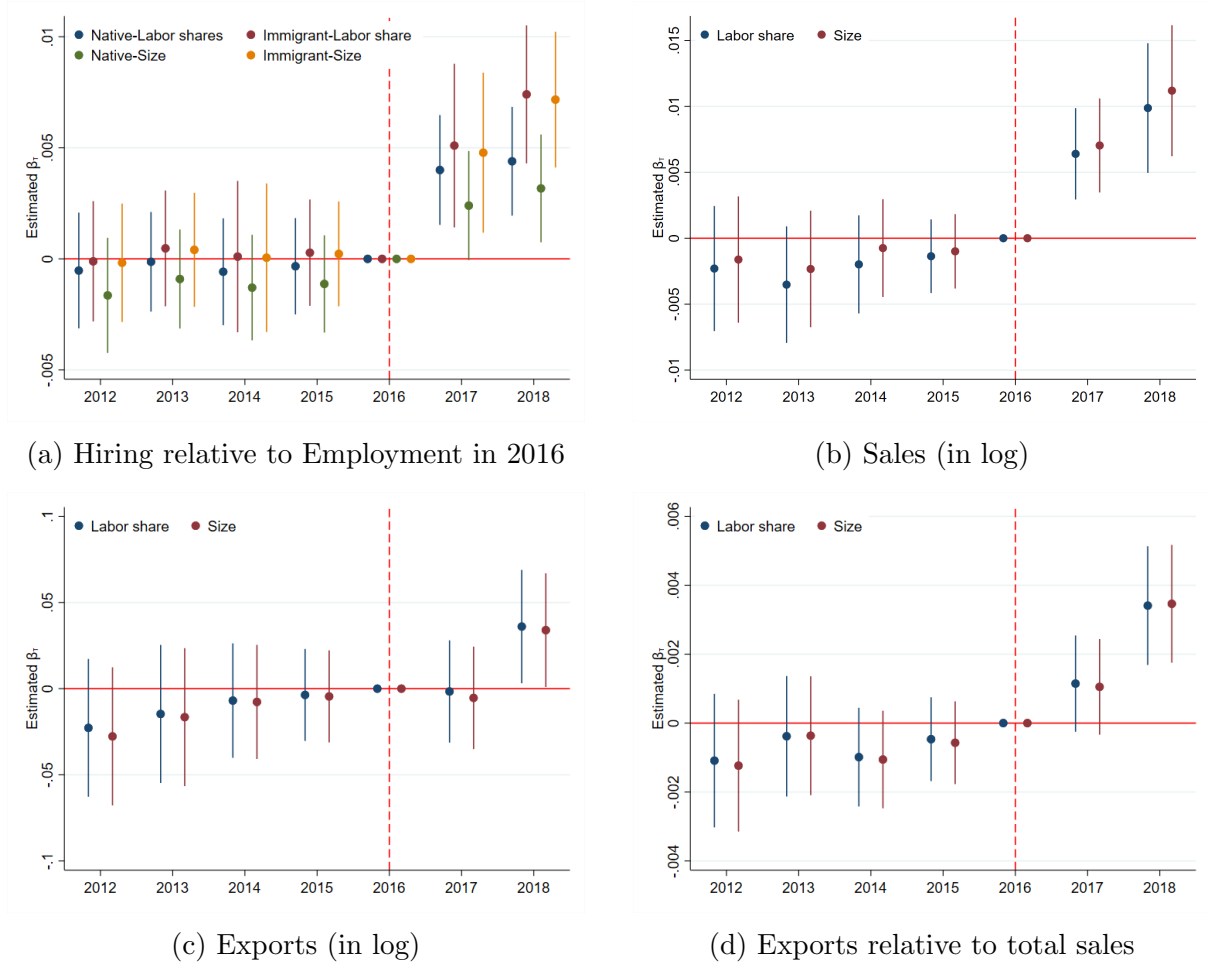 Native-Labor shares
Immigrant-Labor share
Native-Size
Immigrant-Size
Estimated βτ
.01
.005
0
-.005
2012 2013 2014 2015 2016 2017 2018
(a) Hiring relative to Employment in 2016
Labor share
Size
Estimated βτ
.015
.01
.005
0
-.005
-.01
2012 2013 2014 2015 2016 2017 2018
(b) Sales (in log)
Labor share
Size
Estimated βτ
.1
.05
0
-.05
-.1
2012 2013 2014 2015 2016 2017 2018
(c) Exports (in log)
Labor share
Size
Estimated βτ
.006
.004
.002
0
-.002
-.004
2012 2013 2014 2015 2016 2017 2018
(d) Exports relative to total sales